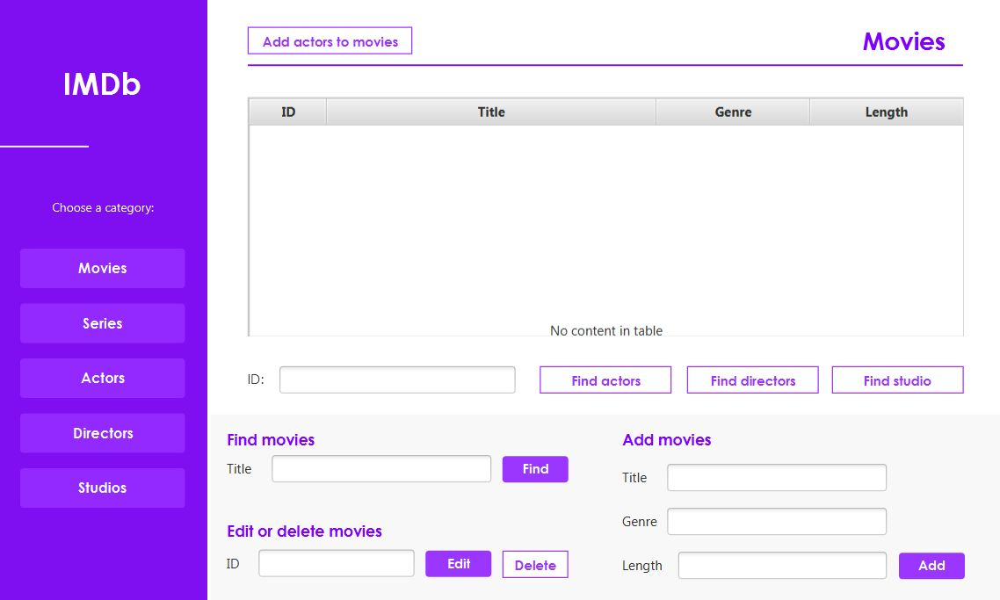 IMDb
Choose a category:
Movies
Series
Actors
Directors
Studios
Add actors to movies
Movies
ID Title Genre Length
No content in table
ID: Find actors Find directors Find studio
Find movies
Title Find
Edit or delete movies
ID Edit Delete
Add movies
Title
Genre
Length Add